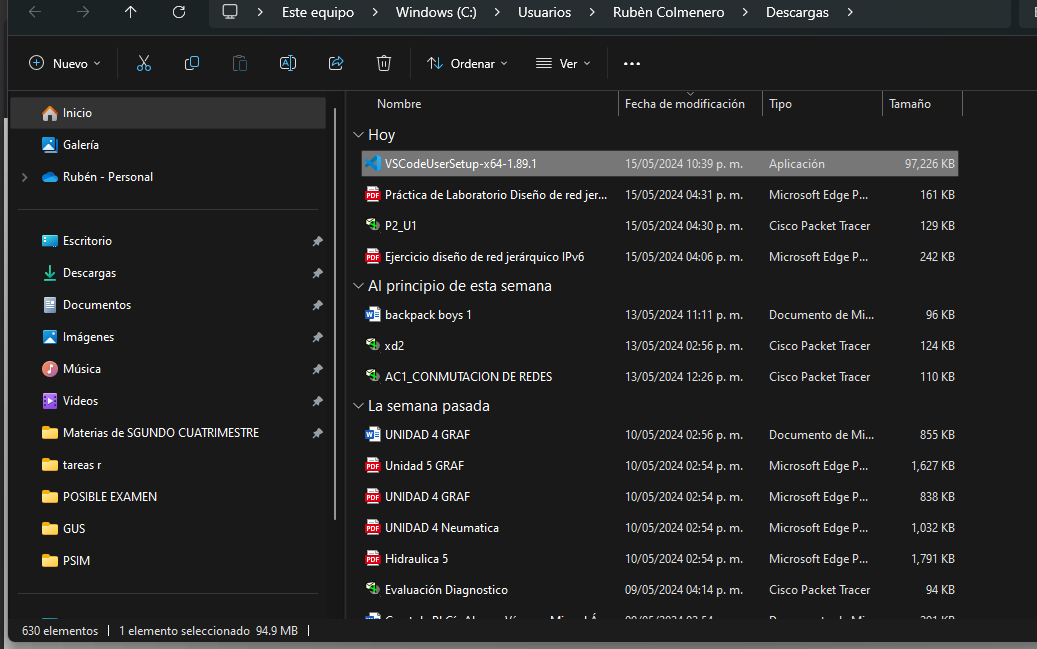 Este equipo > Windows (C:) > Usuarios > Rubèn Colmenero > Descargas >
Nuevo Ordenar Ver
Inicio
Galería
Rubén - Personal
Escritorio
Descargas
Documentos
Imágenes
Música
Videos
Materias de SGUNDO CUATRIMESTRE
tareas r
POSIBLE EXAMEN
GUS
PSIM
Nombre Fecha de modificación Tipo Tamaño
Hoy
VSCodeUserSetup-x64-1.89.1 15/05/2024 10:39 p. m. Aplicación 97,226 KB
Práctica de Laboratorio Diseño de red jer... 15/05/2024 04:31 p. m. Microsoft Edge P... 161 KB
P2_U1 15/05/2024 04:30 p. m. Cisco Packet Tracer 129 KB
Ejercicio diseño de red jerárquico IPv6 15/05/2024 04:06 p. m. Microsoft Edge P... 242 KB
Al principio de esta semana
backpack boys 1 13/05/2024 11:11 p. m. Documento de Mi... 96 KB
xd2 13/05/2024 02:56 p. m. Cisco Packet Tracer 124 KB
AC1_CONMUTACION DE REDES 13/05/2024 12:26 p. m. Cisco Packet Tracer 110 KB
La semana pasada
UNIDAD 4 GRAF 10/05/2024 02:56 p. m. Documento de Mi... 855 KB
Unidad 5 GRAF 10/05/2024 02:54 p. m. Microsoft Edge P... 1,627 KB
UNIDAD 4 GRAF 10/05/2024 02:54 p. m. Microsoft Edge P... 838 KB
UNIDAD 4 Neumatica 10/05/2024 02:54 p. m. Microsoft Edge P... 1,032 KB
Hidraulica 5 10/05/2024 02:54 p. m. Microsoft Edge P... 1,791 KB
Evaluación Diagnostico 09/05/2024 04:14 p. m. Cisco Packet Tracer 94 KB
630 elementos | 1 elemento seleccionado 94.9 MB |